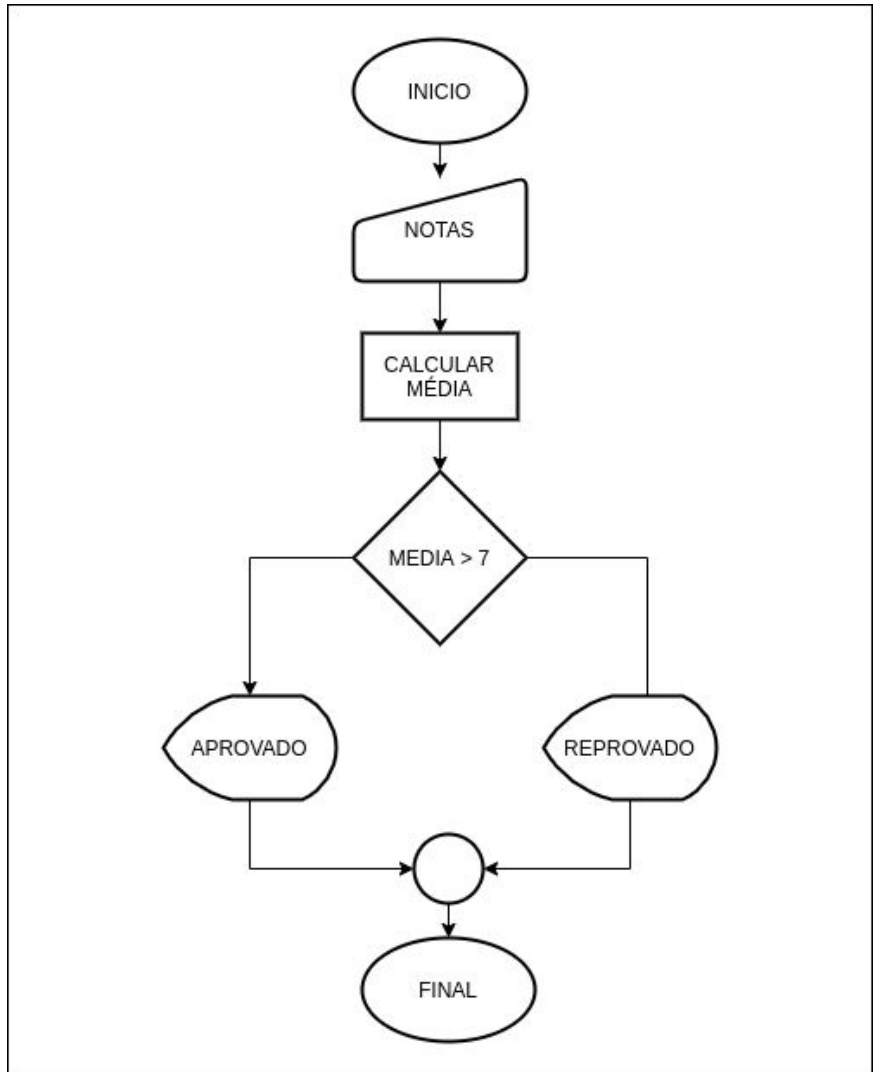 INICIO
NOTAS
CALCULAR
MÉDIA
MEDIA > 7
APROVADO
REPROVADO
FINAL